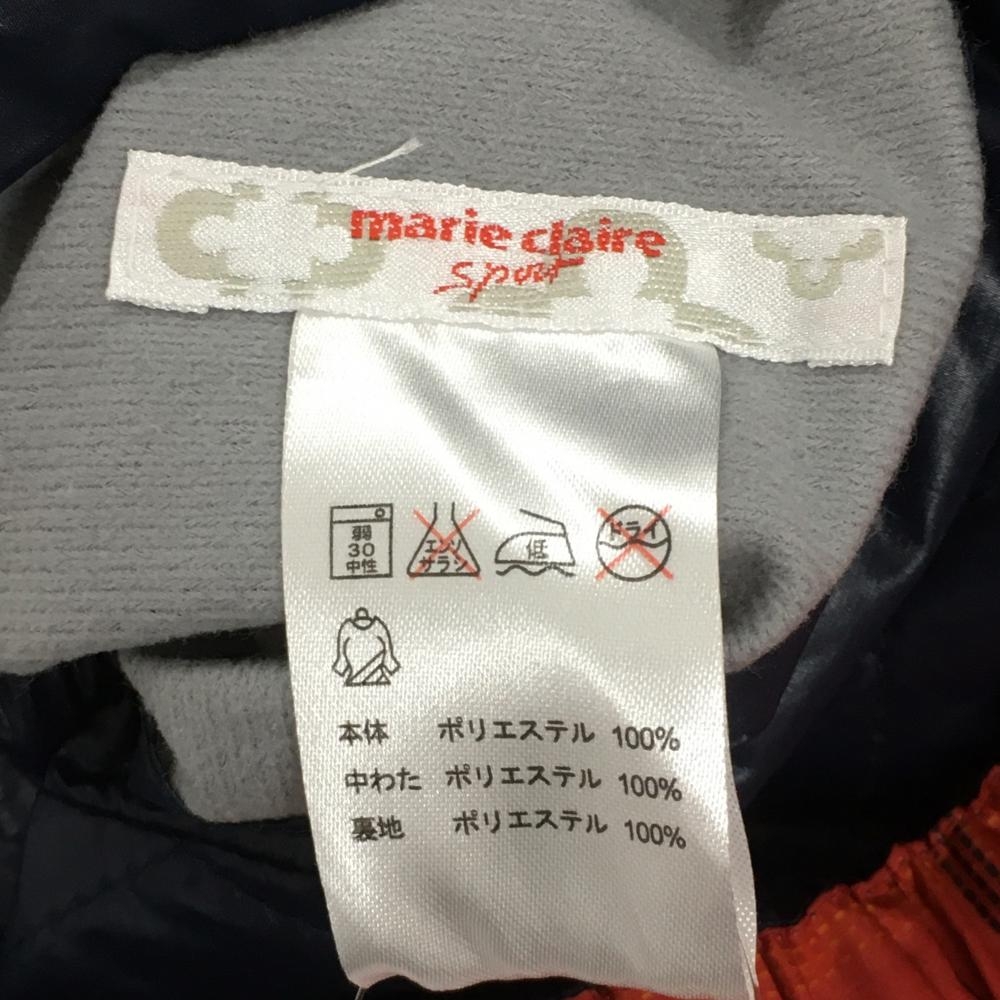 marie claire
sport
弱
30
中性
エンソ
サラシ
低
ドライ
本体 ポリエステル 100%
中わた ポリエステル 100%
裏地 ポリエステル 100%